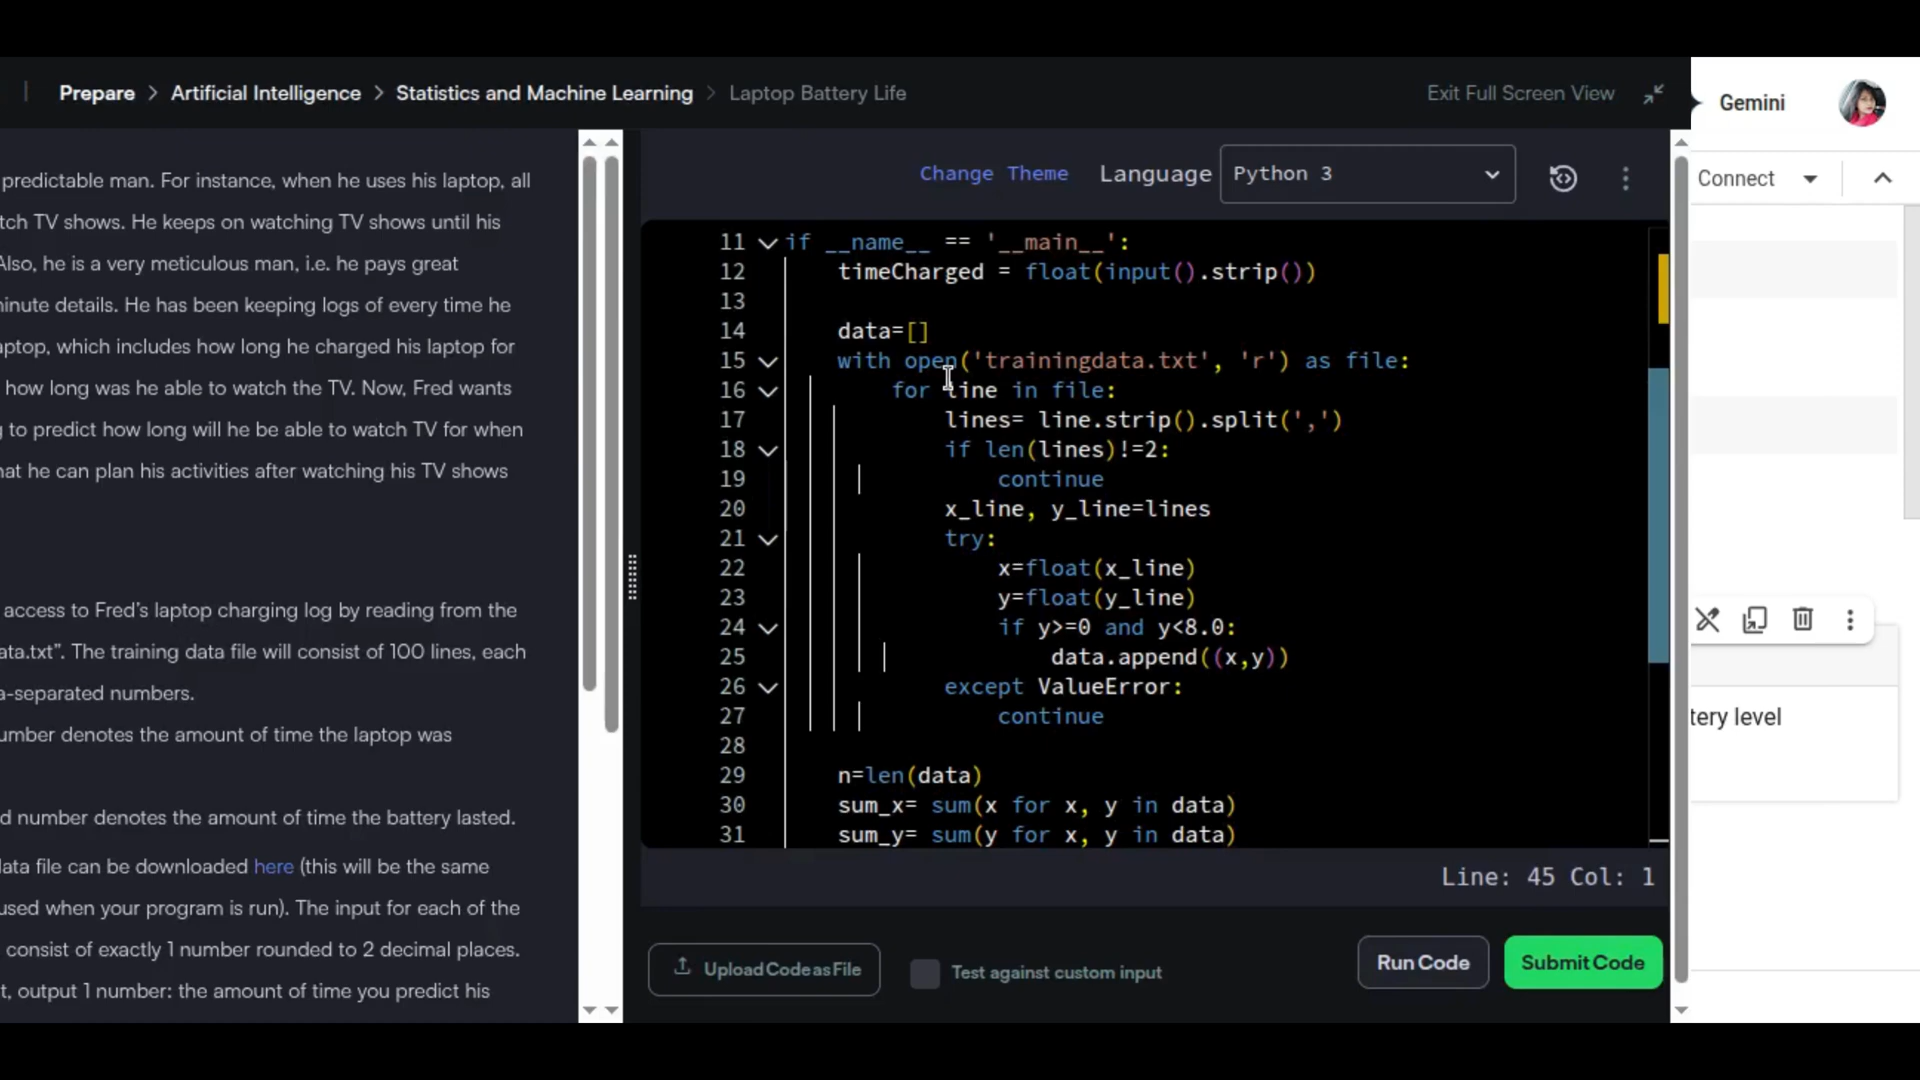 Prepare > Artificial Intelligence > Statistics and Machine Learning > Laptop Battery Life
Exit Full Screen View
Gemini
predictable man. For instance, when he uses his laptop, all
tch TV shows. He keeps on watching TV shows until his
Also, he is a very meticulous man, i.e. he pays great
minute details. He has been keeping logs of every time he
aptop, which includes how long he charged his laptop for
how long was he able to watch the TV. Now, Fred wants
g to predict how long will he be able to watch TV for when
hat he can plan his activities after watching his TV shows
access to Fred's laptop charging log by reading from the
ata.txt". The training data file will consist of 100 lines, each
a-separated numbers.
umber denotes the amount of time the laptop was
d number denotes the amount of time the battery lasted.
data file can be downloaded here (this will be the same
used when your program is run). The input for each of the
consist of exactly 1 number rounded to 2 decimal places.
t, output 1 number: the amount of time you predict his
Change Theme
Language
Python 3
Connect
11 if __name__ == '__main__':
12 timeCharged = float(input().strip())
13
14 data=[]
15 with open('trainingdata.txt', 'r') as file:
16 for line in file:
17 lines= line.strip().split(',')
18 if len(lines)!=2:
19 continue
20 x_line, y_line=lines
21 try:
22 x=float(x_line)
23 y=float(y_line)
24 if y>=0 and y<8.0:
25 data.append((x,y))
26 except ValueError:
27 continue
28
29 n=len(data)
30 sum_x= sum(x for x, y in data)
31 sum_y= sum(y for x, y in data)
Line: 45 Col: 1
Upload Code as File
Test against custom input
Run Code
Submit Code
tery level